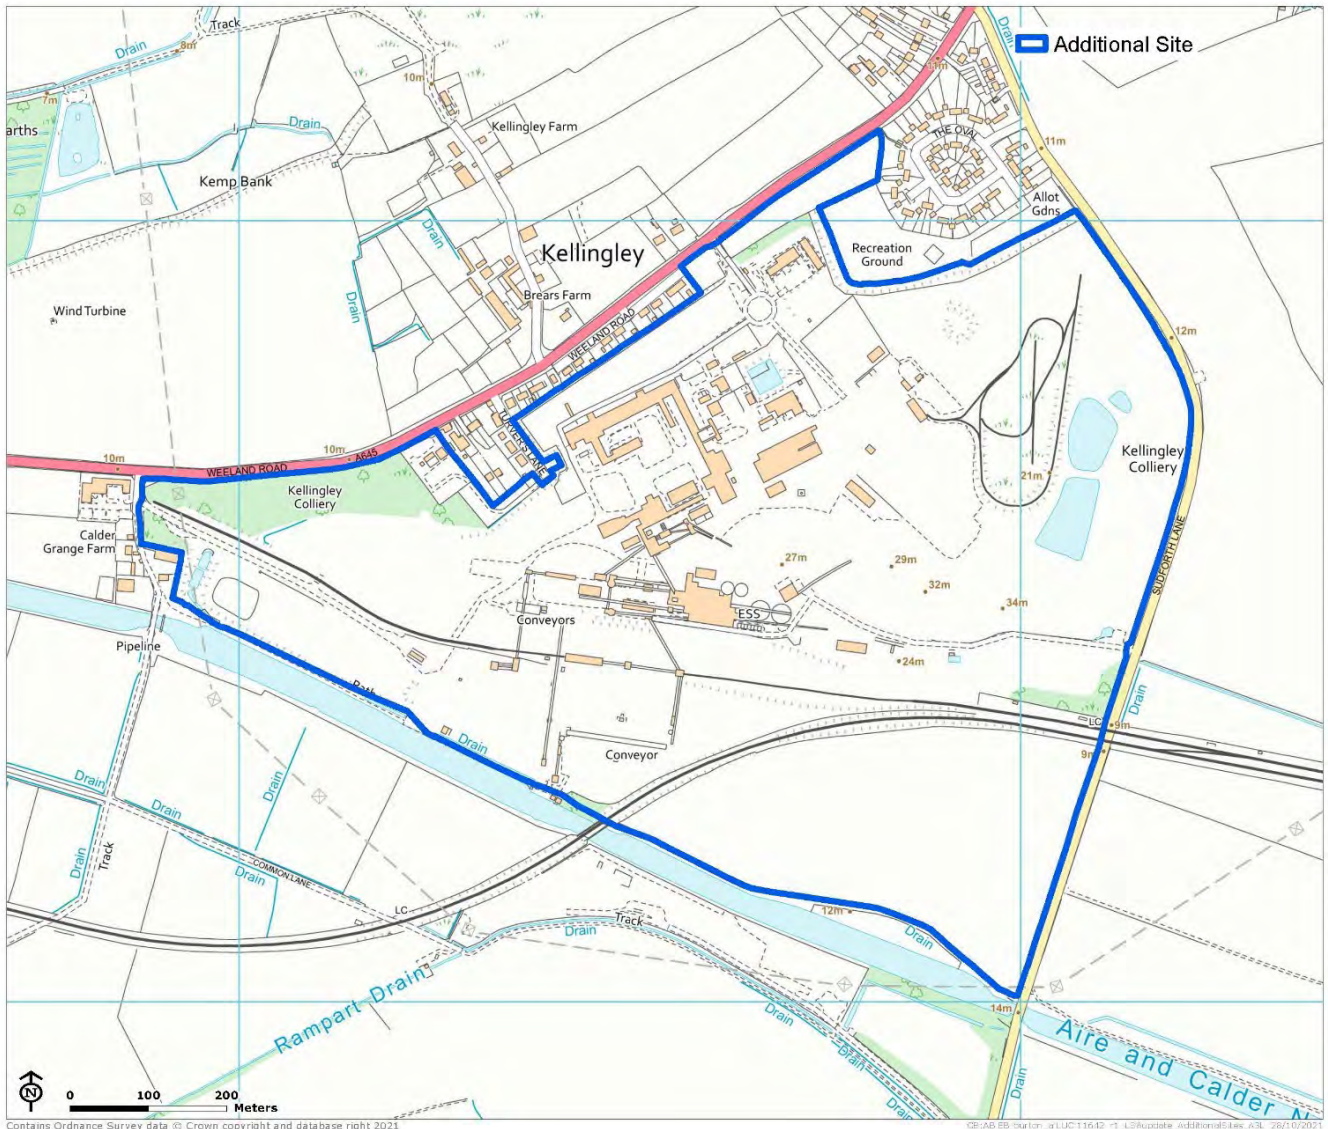 Track
Drain
8m
7m
arths
Drain
Kemp Bank
10m
Kellingley Farm
Drain
Drain
Kellingley
Brears Farm
Wind Turbine
WEELAND ROAD
11m
Drain
Additional Site
THE OVAL
11m
Allot
Gdns
Recreation
Ground
12m
10m
WEELAND ROAD
10m
A645
Kellingley
Colliery
Calder
Grange Farm
Pipeline
Kellingley
Colliery
21m
SUDFORTH LANE
27m
29m
32m
34m
24m
ESS
Conveyors
Conveyor
Drain
LC
9m
9m
Drain
Drain
Drain
Drain
Drain
Drain
Track
COMMON LANE
LC
Track
Drain
12m
Drain
Rampart Drain
14m
Drain
Drain
Drain
Drain
Aire and Calder N
N
0 100 200
Meters
Contains Ordnance Survey data © Crown copyright and database right 2021